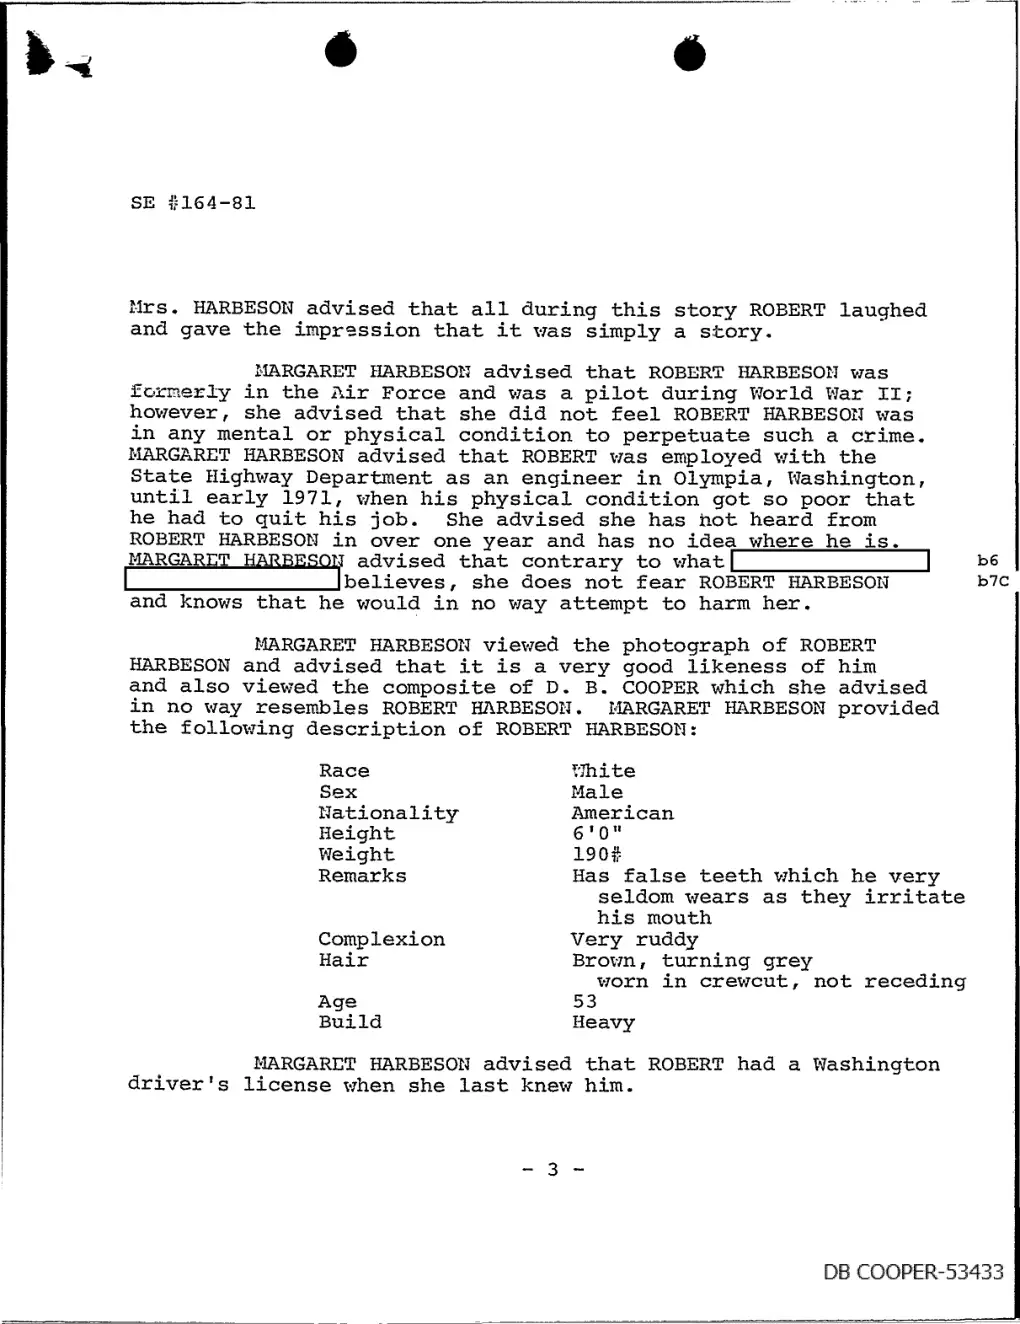 SE #164-81
Mrs. HARBESON advised that all during this story ROBERT laughed
and gave the impression that it was simply a story.
MARGARET HARBESON advised that ROBERT HARBESON was
formerly in the Air Force and was a pilot during World War II;
however, she advised that she did not feel ROBERT HARBESON was
in any mental or physical condition to perpetuate such a crime.
MARGARET HARBESON advised that ROBERT was employed with the
State Highway Department as an engineer in Olympia, Washington,
until early 1971, when his physical condition got so poor that
he had to quit his job. She advised she has not heard from
ROBERT HARBESON in over one year and has no idea where he is.
MARGARET HARBESON advised that contrary to what b6
believes, she does not fear ROBERT HARBESON b7C
and knows that he would in no way attempt to harm her.
MARGARET HARBESON viewed the photograph of ROBERT
HARBESON and advised that it is a very good likeness of him
and also viewed the composite of D. B. COOPER which she advised
in no way resembles ROBERT HARBESON. MARGARET HARBESON provided
the following description of ROBERT HARBESON:
Race White
Sex Male
Nationality American
Height 6'0"
Weight 190#
Remarks Has false teeth which he very
seldom wears as they irritate
his mouth
Complexion Very ruddy
Hair Brown, turning grey
worn in crewcut, not receding
Age 53
Build Heavy
MARGARET HARBESON advised that ROBERT had a Washington
driver's license when she last knew him.
- 3 -
DB COOPER-53433